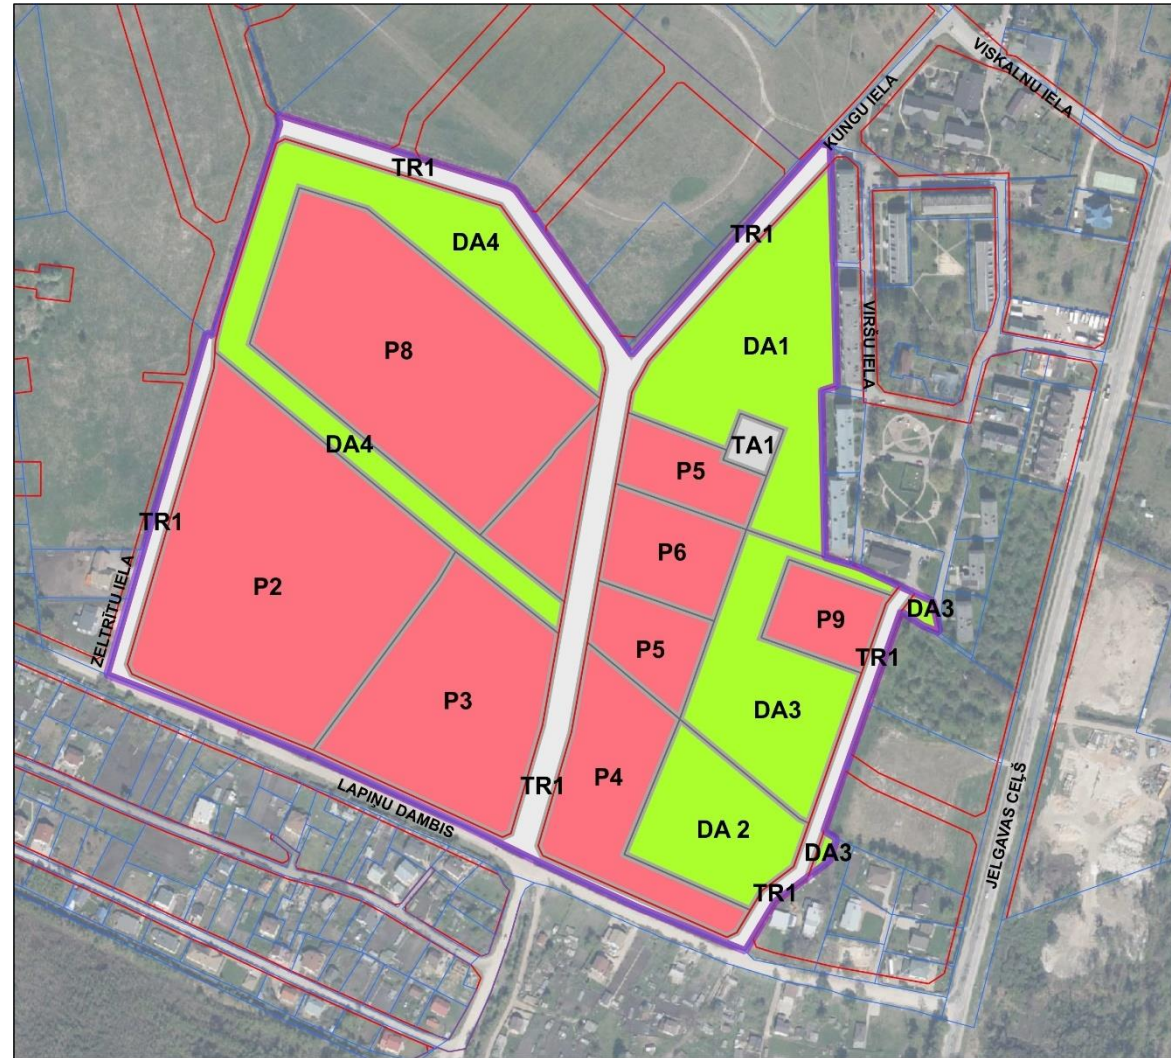 VISKALNU IELA
KUNGU IELA
TR1
TR1
DA4
P8
DA1
VIRŠU IELA
DA4
TA1
P5
TR1
P6
P2
ZELTRĪTU IELA
P9
DA3
P5
TR1
P3
DA3
P4
TR1
LAPIŅU DAMBIS
DA 2
DA3
JELGAVAS CEĻŠ
TR1